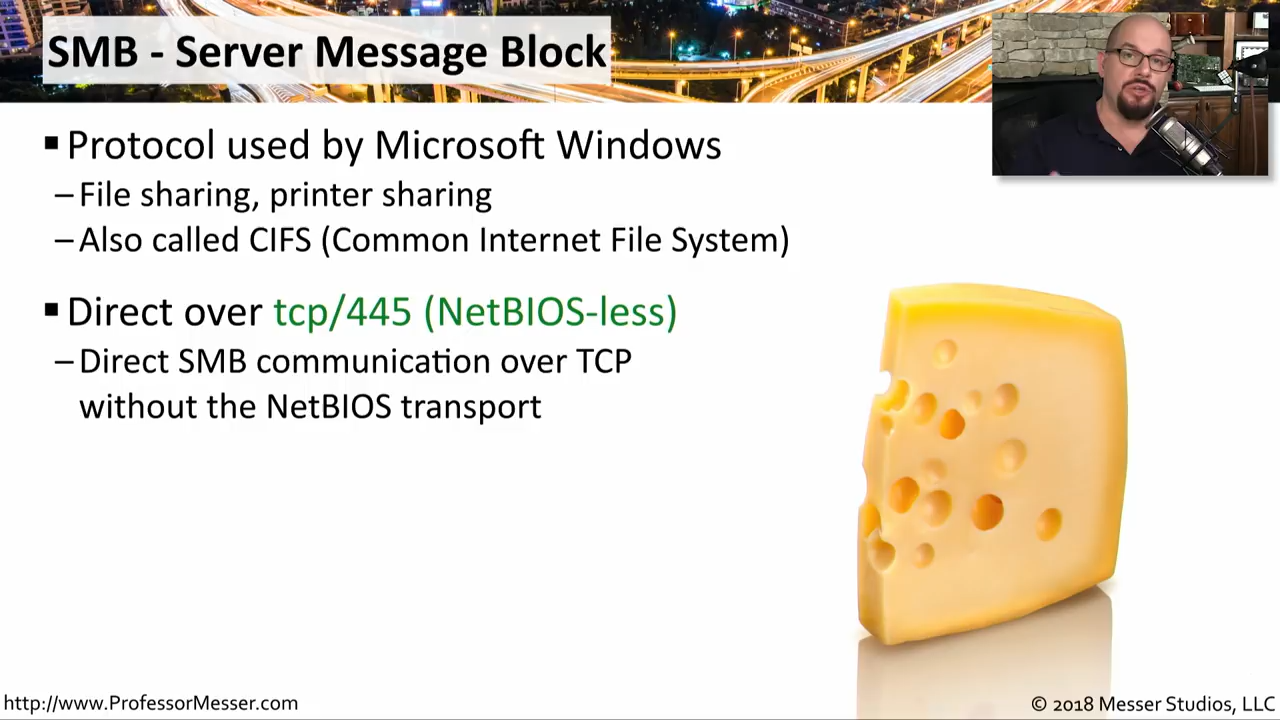 SMB - Server Message Block
▪ Protocol used by Microsoft Windows
– File sharing, printer sharing
– Also called CIFS (Common Internet File System)
▪ Direct over tcp/445 (NetBIOS-less)
– Direct SMB communication over TCP
without the NetBIOS transport
http://www.ProfessorMesser.com
© 2018 Messer Studios, LLC